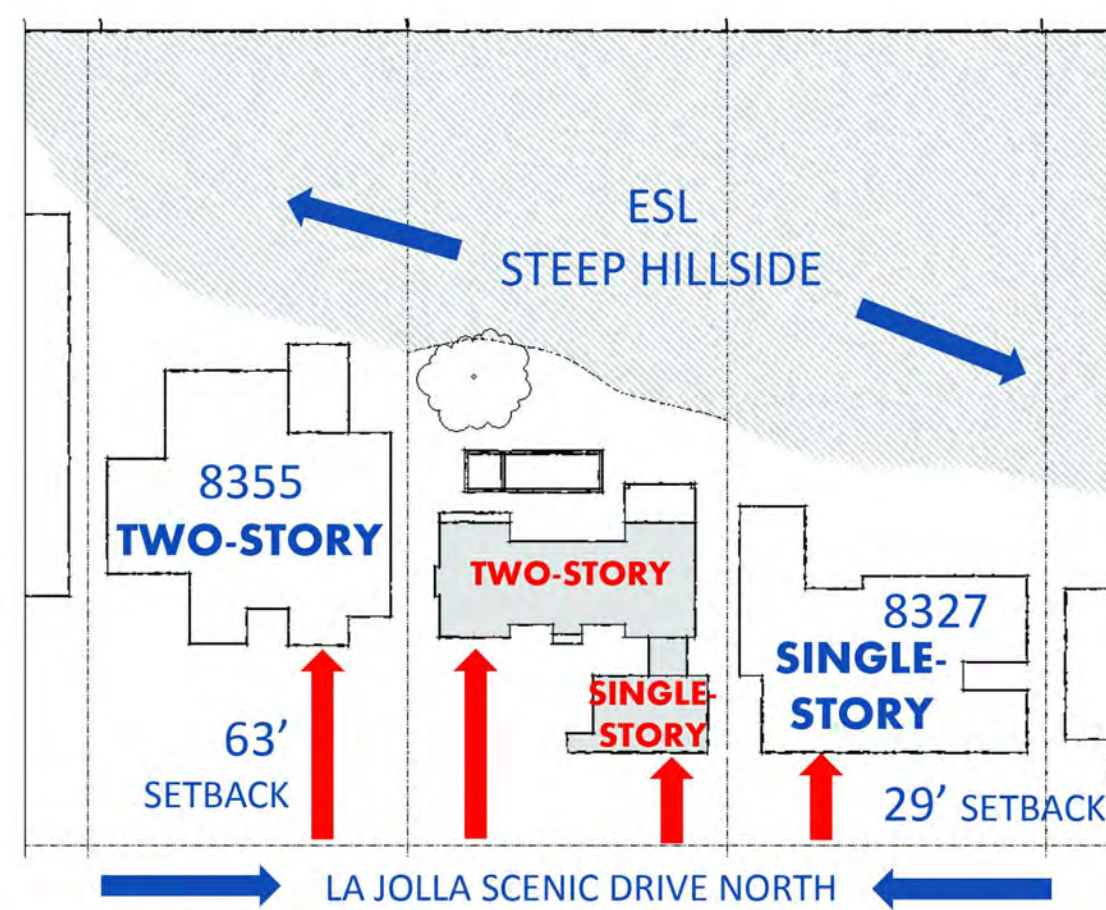 ESL
STEEP HILLSIDE
8355
TWO-STORY
TWO-STORY
8327
SINGLE-
STORY
SINGLE-
STORY
63’
SETBACK
29’ SETBACK
LA JOLLA SCENIC DRIVE NORTH